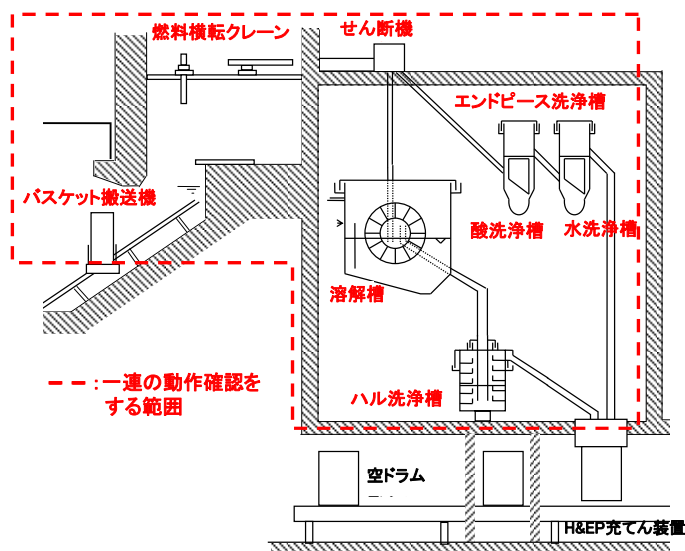 燃料横転クレーン
せん断機
エンドピース洗浄槽
バスケット搬送機
酸洗浄槽
水洗浄槽
溶解槽
ハル洗浄槽
:一連の動作確認を
する範囲
空ドラム
H&EP充てん装置